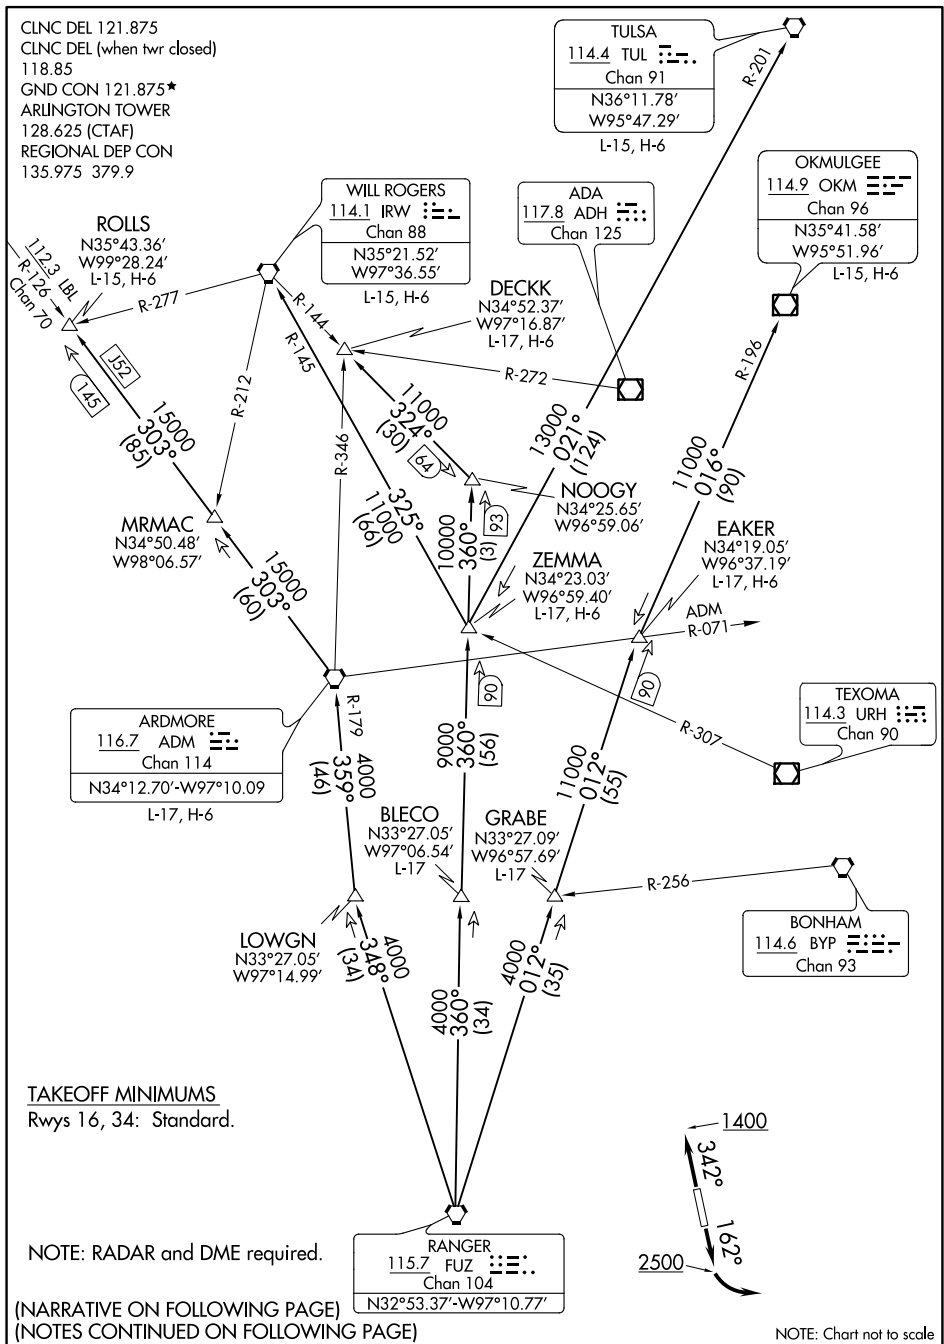 CLNC DEL 121.875
CLNC DEL (when twr closed)
118.85
GND CON 121.875★
ARLINGTON TOWER
128.625 (CTAF)
REGIONAL DEP CON
135.975 379.9
TULSA
114.4 TUL
Chan 91
N36°11.78'
W95°47.29'
L-15, H-6
R-201
OKMULGEE
114.9 OKM
Chan 96
N35°41.58'
W95°51.96'
L-15, H-6
WILL ROGERS
114.1 IRW
Chan 88
N35°21.52'
W97°36.55'
L-15, H-6
ADA
117.8 ADH
Chan 125
ROLLS
N35°43.36'
W99°28.24'
L-15, H-6
112.3 LBL
R-126
Chan 70
R-277
DECKK
N34°52.37'
W97°16.87'
L-17, H-6
R-144
R-145
R-212
R-272
R-196
R-346
J52
145
15000
303°
(85)
11000
324°
(30)
64
13000
021°
(124)
11000
016°
(90)
325°
11000
(66)
10000
360°
(3)
93
NOOGY
N34°25.65'
W96°59.06'
MRMAC
N34°50.48'
W98°06.57'
ZEMMA
N34°23.03'
W96°59.40'
L-17, H-6
EAKER
N34°19.05'
W96°37.19'
L-17, H-6
15000
303°
(60)
ADM
R-071
90
90
ARDMORE
116.7 ADM
Chan 114
N34°12.70'-W97°10.09
L-17, H-6
R-179
4000
359°
(46)
9000
360°
(56)
11000
012°
(55)
R-307
TEXOMA
114.3 URH
Chan 90
BLECO
N33°27.05'
W97°06.54'
L-17
GRABE
N33°27.09'
W96°57.69'
L-17
R-256
BONHAM
114.6 BYP
Chan 93
LOWGN
N33°27.05'
W97°14.99'
4000
348°
(34)
4000
360°
(34)
4000
012°
(35)
TAKEOFF MINIMUMS
Rwys 16, 34: Standard.
1400
342°
162°
2500
NOTE: RADAR and DME required.
RANGER
115.7 FUZ
Chan 104
N32°53.37'-W97°10.77'
(NARRATIVE ON FOLLOWING PAGE)
(NOTES CONTINUED ON FOLLOWING PAGE)
NOTE: Chart not to scale